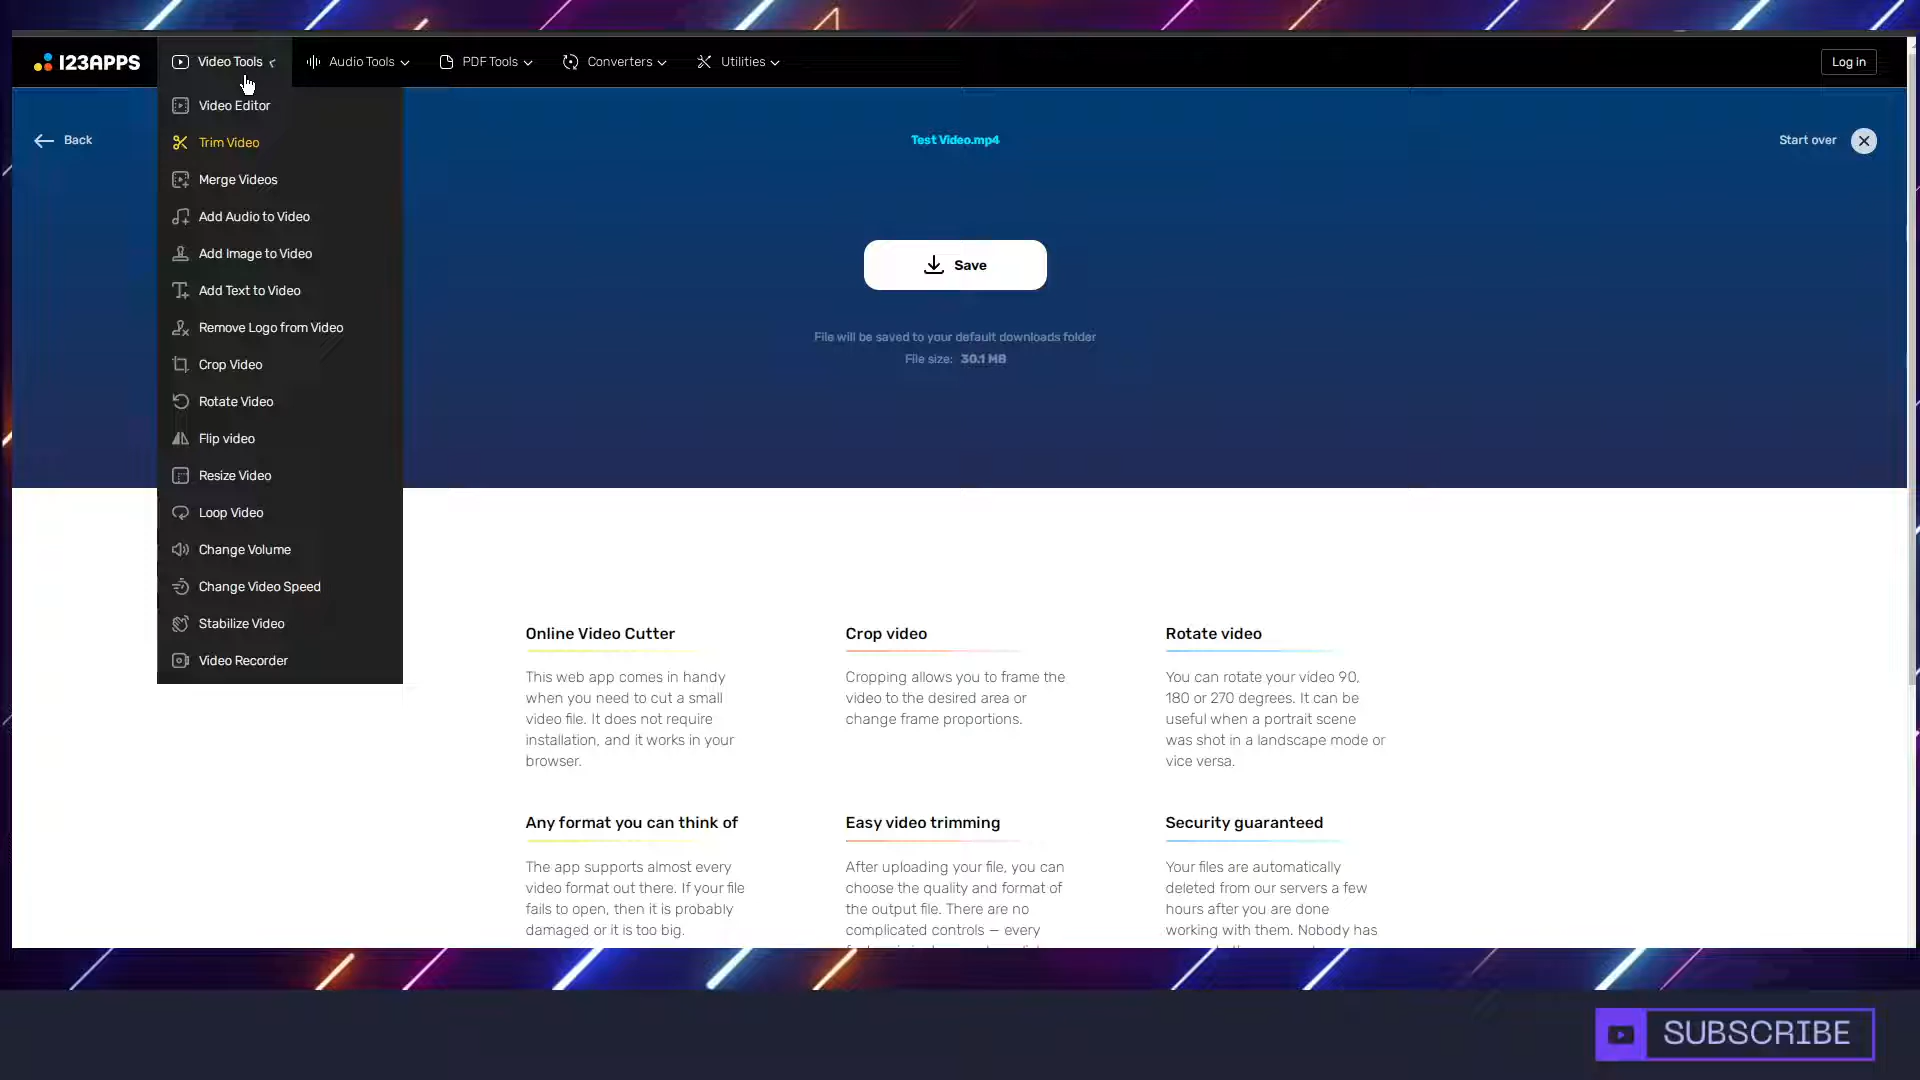 123APPS
Video Tools
Audio Tools
PDF Tools
Converters
Utilities
Log in
Video Editor
Trim Video
Merge Videos
Add Audio to Video
Add Image to Video
Add Text to Video
Remove Logo from Video
Crop Video
Rotate Video
Flip video
Resize Video
Loop Video
Change Volume
Change Video Speed
Stabilize Video
Video Recorder
Back
Test Video.mp4
Start over
Save
File will be saved to your default downloads folder
File size: 30.1 MB
Online Video Cutter
This web app comes in handy
when you need to cut a small
video file. It does not require
installation, and it works in your
browser.
Crop video
Cropping allows you to frame the
video to the desired area or
change frame proportions.
Rotate video
You can rotate your video 90,
180 or 270 degrees. It can be
useful when a portrait scene
was shot in a landscape mode or
vice versa.
Any format you can think of
The app supports almost every
video format out there. If your file
fails to open, then it is probably
damaged or it is too big.
Easy video trimming
After uploading your file, you can
choose the quality and format of
the output file. There are no
complicated controls — every
Security guaranteed
Your files are automatically
deleted from our servers a few
hours after you are done
working with them. Nobody has
SUBSCRIBE